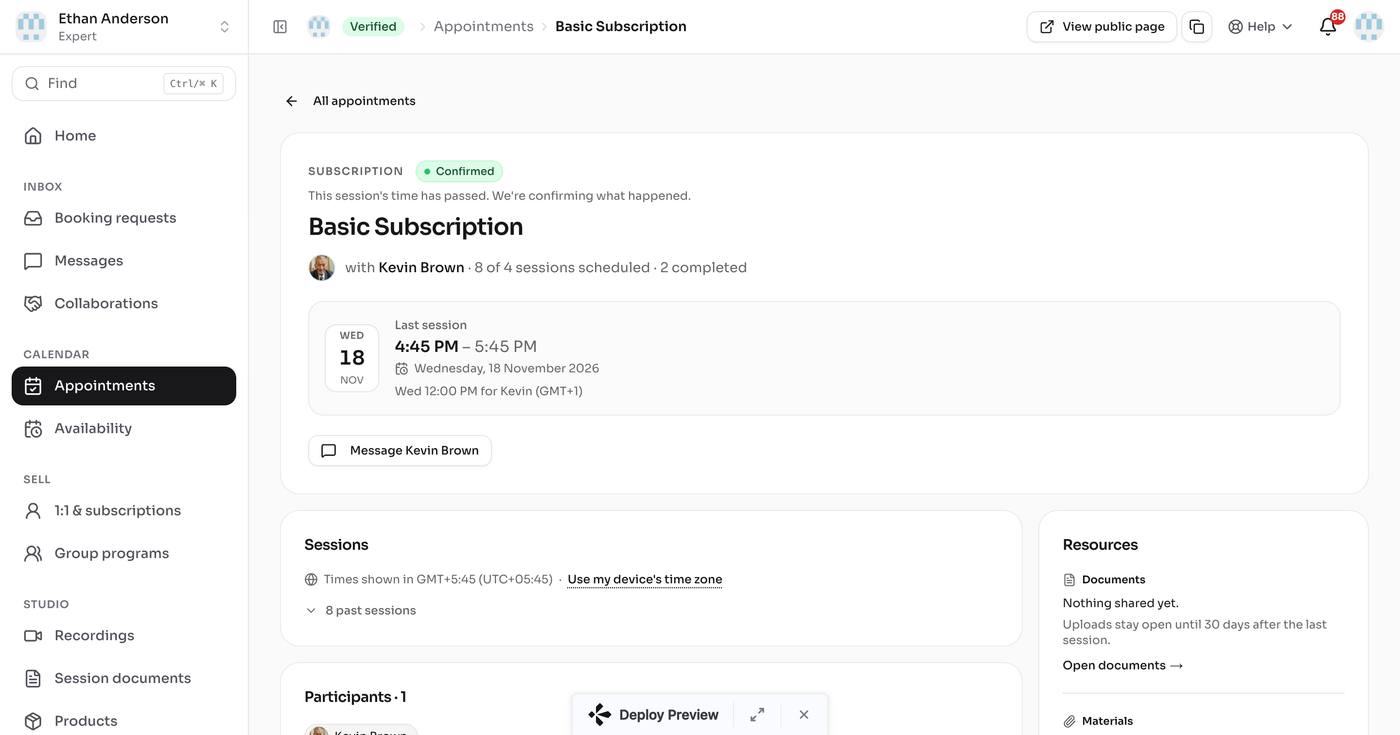 Ethan Anderson
Expert
Verified
Appointments
Basic Subscription
View public page
Help
88
Find
Ctrl/⌘ K
Home
INBOX
Booking requests
Messages
Collaborations
CALENDAR
Appointments
Availability
SELL
1:1 & subscriptions
Group programs
STUDIO
Recordings
Session documents
Products
All appointments
SUBSCRIPTION
Confirmed
This session's time has passed. We're confirming what happened.
Basic Subscription
with Kevin Brown · 8 of 4 sessions scheduled · 2 completed
WED
18
NOV
Last session
4:45 PM – 5:45 PM
Wednesday, 18 November 2026
Wed 12:00 PM for Kevin (GMT+1)
Message Kevin Brown
Sessions
Times shown in GMT+5:45 (UTC+05:45) · Use my device's time zone
8 past sessions
Participants · 1
Kevin Brown
Resources
Documents
Nothing shared yet.
Uploads stay open until 30 days after the last
session.
Open documents →
Materials
Deploy Preview